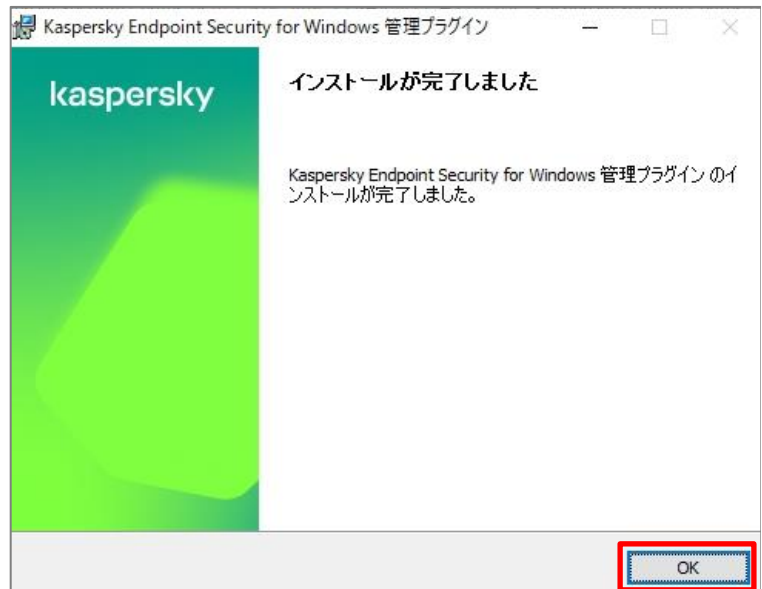 Kaspersky Endpoint Security for Windows 管理プラグイン
kaspersky
インストールが完了しました
Kaspersky Endpoint Security for Windows 管理プラグイン のイ
ンストールが完了しました。
OK